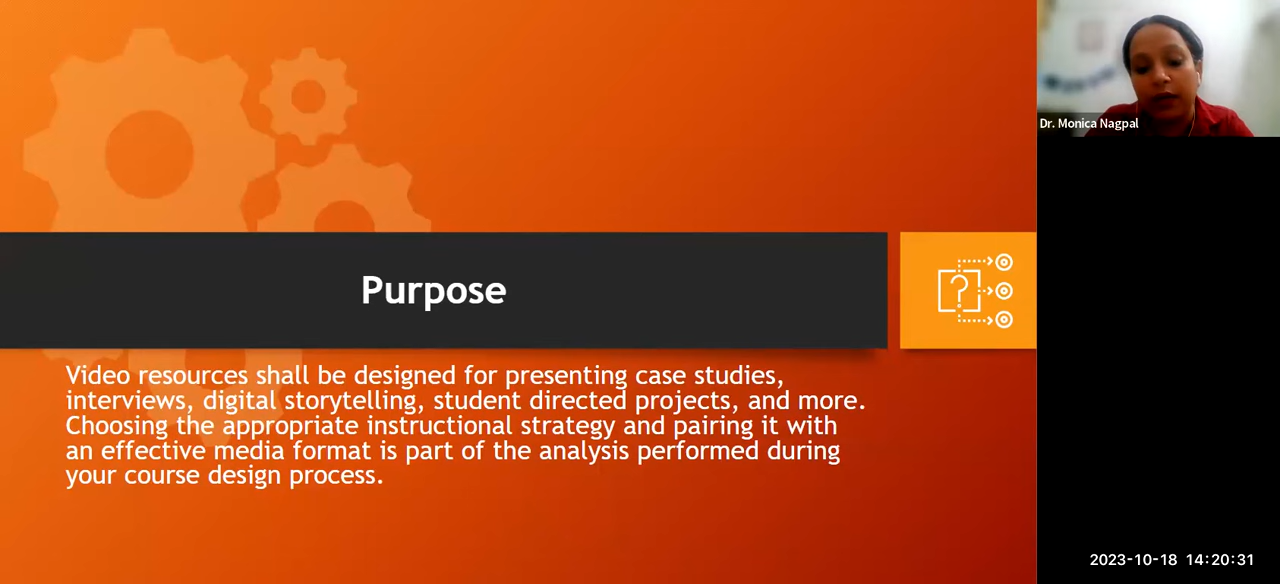 Dr. Monica Nagpal
Purpose
?
Video resources shall be designed for presenting case studies,
interviews, digital storytelling, student directed projects, and more.
Choosing the appropriate instructional strategy and pairing it with
an effective media format is part of the analysis performed during
your course design process.
2023-10-18 14:20:31